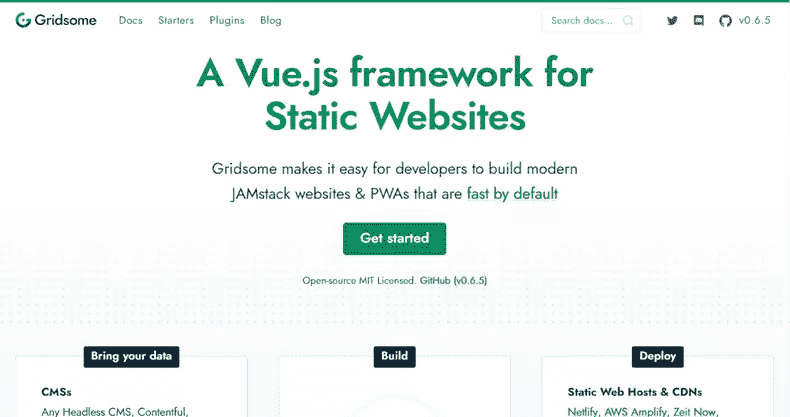 Gridsome Docs Starters Plugins Blog Search docs... v0.6.5
A Vue.js framework for
Static Websites
Gridsome makes it easy for developers to build modern
JAMstack websites & PWAs that are fast by default
Get started
Open-source MIT Licensed. GitHub (v0.6.5)
Bring your data
CMSs
Any Headless CMS, Contentful,
Build
Deploy
Static Web Hosts & CDNs
Netlify, AWS Amplify, Zeit Now,